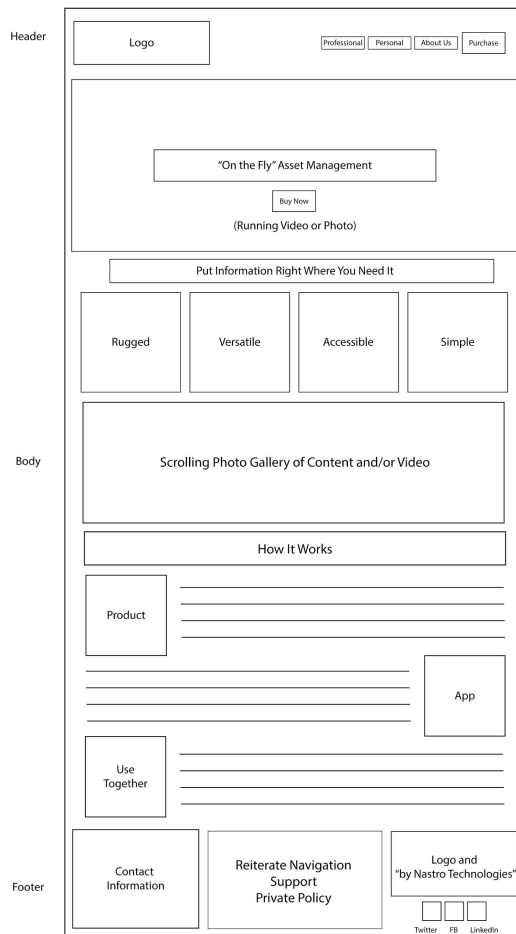 Header
Logo
Professional
Personal
About Us
Purchase
“On the Fly” Asset Management
Buy Now
(Running Video or Photo)
Put Information Right Where You Need It
Rugged
Versatile
Accessible
Simple
Body
Scrolling Photo Gallery of Content and/or Video
How It Works
Product
App
Use
Together
Footer
Contact
Information
Reiterate Navigation
Support
Private Policy
Logo and
“by Nastro Technologies”
Twitter
FB
LinkedIn